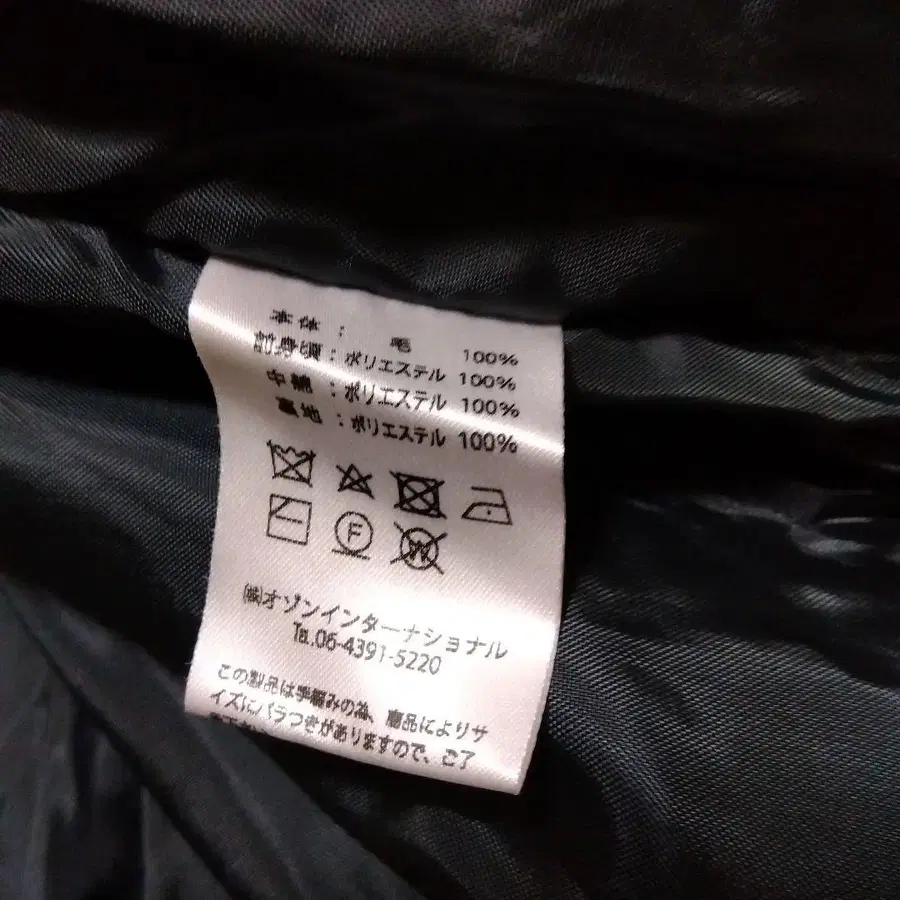 本体 : 毛 100%
前身頃 : ポリエステル 100%
中綿 : ポリエステル 100%
裏地 : ポリエステル 100%
F
W
㈱オゾンインターナショナル
℡.06-4391-5220
この製品は手編みの為、商品によりサ
イズにバラつきがありますので、ご了